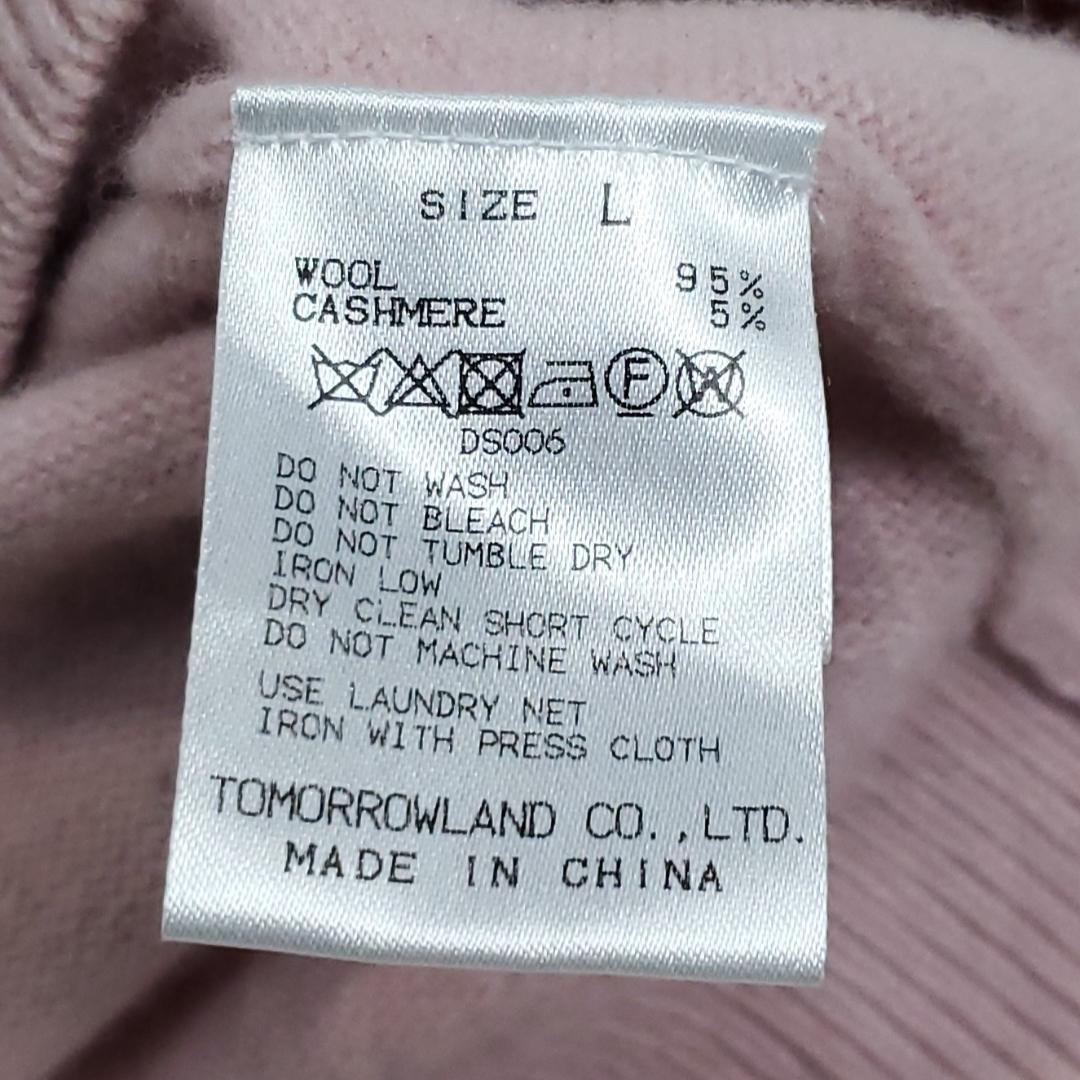 SIZE L
WOOL 95%
CASHMERE 5%
F W
DS006
DO NOT WASH
DO NOT BLEACH
DO NOT TUMBLE DRY
IRON LOW
DRY CLEAN SHORT CYCLE
DO NOT MACHINE WASH
USE LAUNDRY NET
IRON WITH PRESS CLOTH
TOMORROWLAND CO.,LTD.
MADE IN CHINA